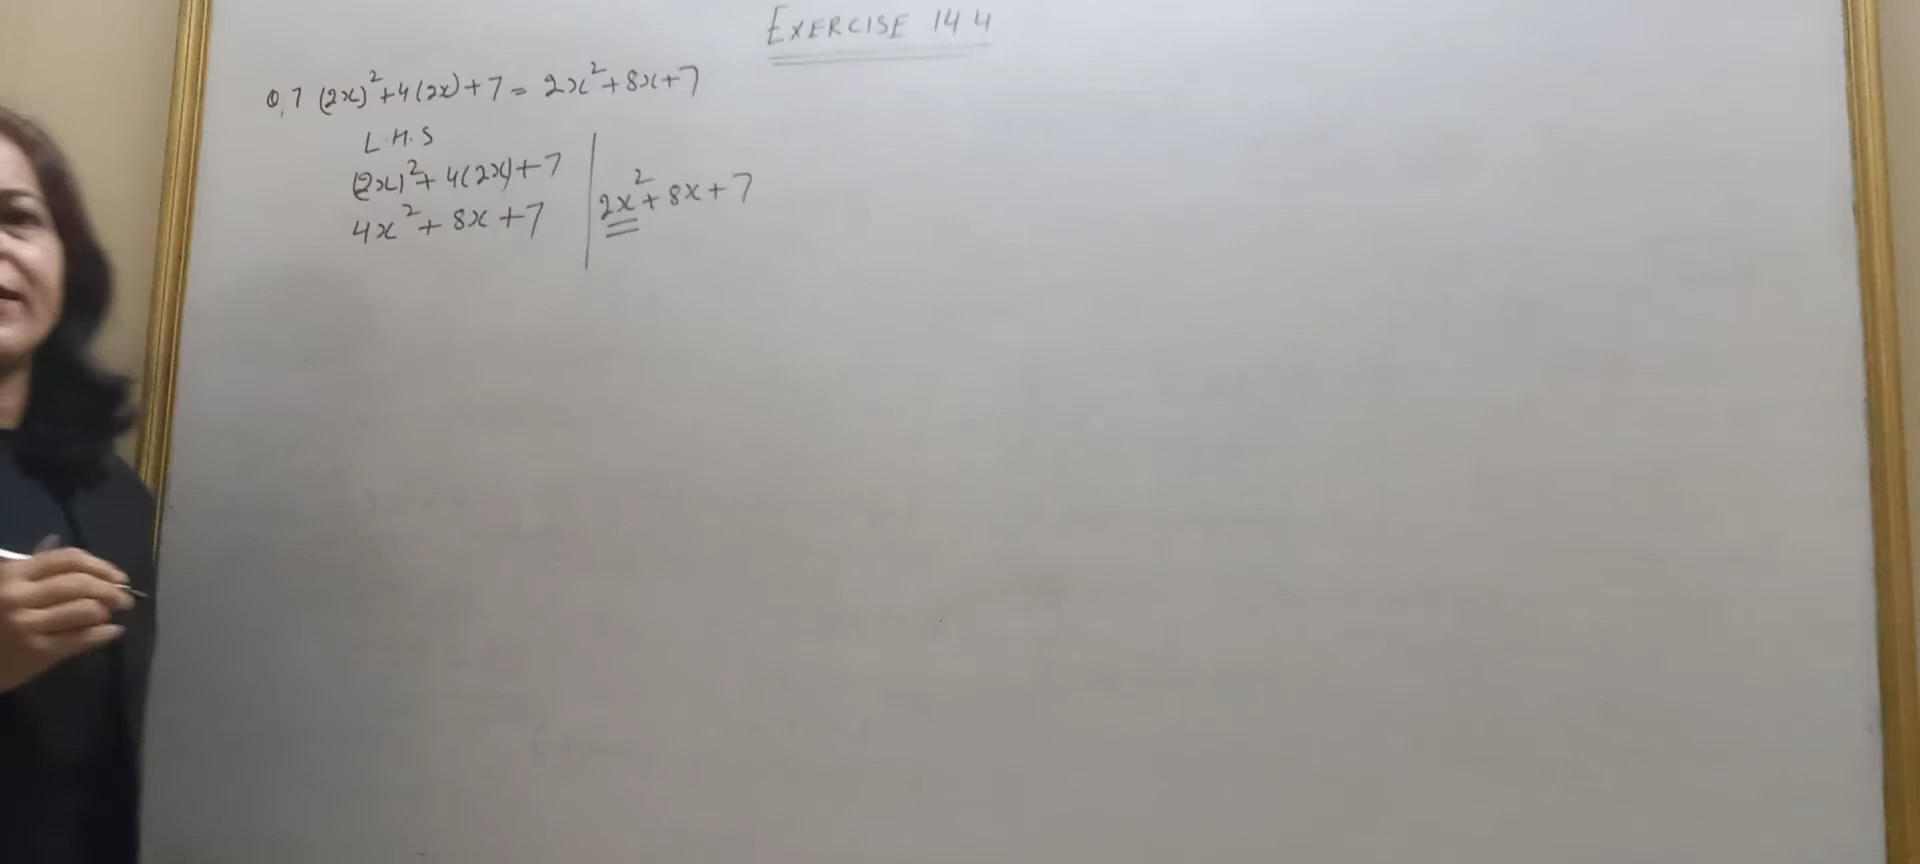 EXERCISE 14 4
Q.7 (2x)²+4(2x)+7 = 2x²+8x+7
L.H.S
(2x)²+ 4(2x)+7
4x²+ 8x +7
2x²+ 8x+7